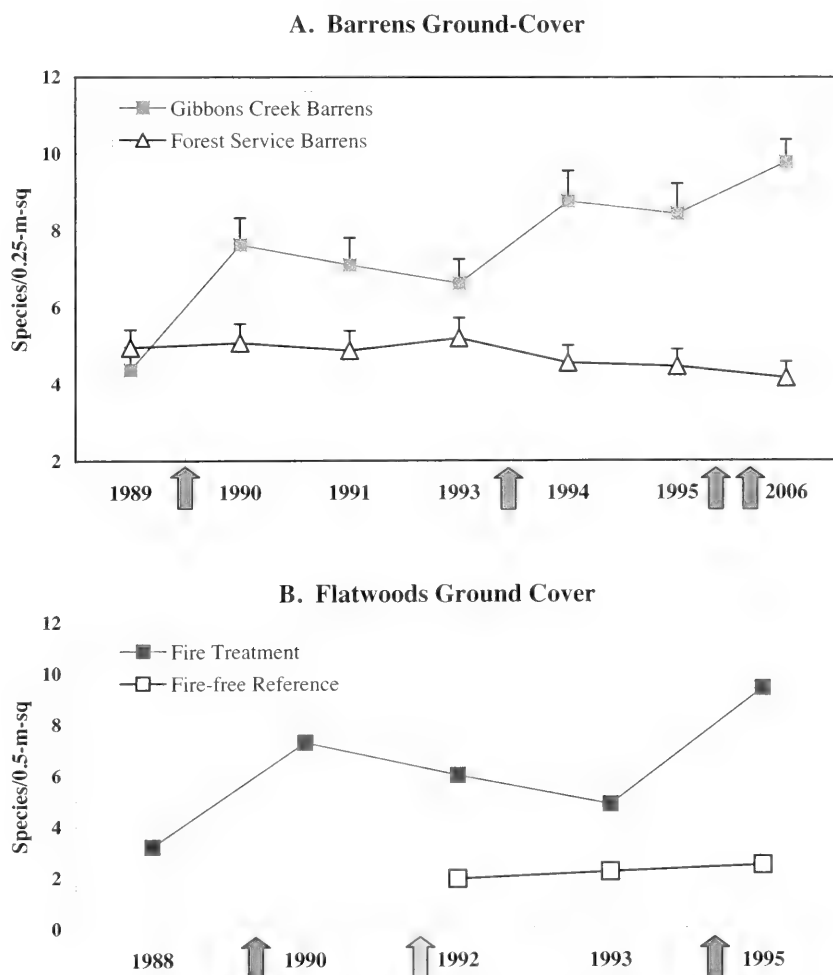 A. Barrens Ground-Cover
12
10
8
6
4
2
Species/0.25-m-sq
Gibbons Creek Barrens
Forest Service Barrens
1989 1990 1991 1993 1994 1995 2006
B. Flatwoods Ground Cover
12
10
8
6
4
2
0
Species/0.5-m-sq
Fire Treatment
Fire-free Reference
1988 1990 1992 1993 1995